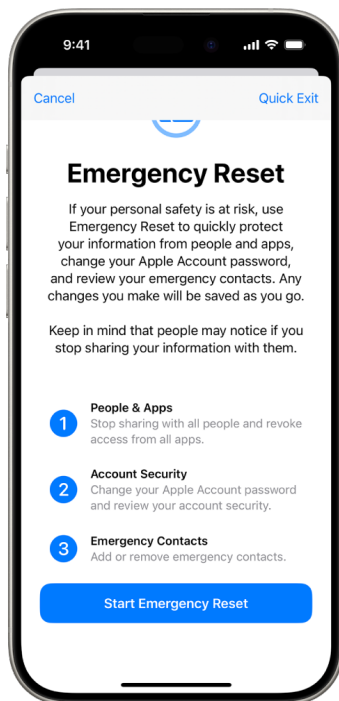 9:41
Cancel
Quick Exit
Emergency Reset
If your personal safety is at risk, use
Emergency Reset to quickly protect
your information from people and apps,
change your Apple Account password,
and review your emergency contacts. Any
changes you make will be saved as you go.
Keep in mind that people may notice if you
stop sharing your information with them.
1
People & Apps
Stop sharing with all people and revoke
access from all apps.
2
Account Security
Change your Apple Account password
and review your account security.
3
Emergency Contacts
Add or remove emergency contacts.
Start Emergency Reset